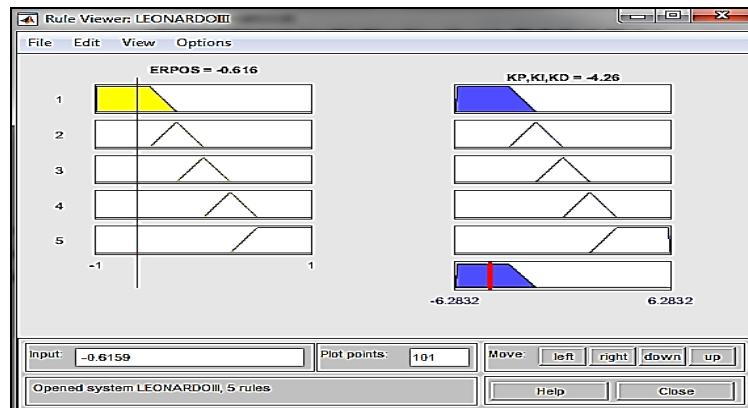 Rule Viewer: LEONARDOIII
File Edit View Options
ERPOS = -0.616
KP,KI,KD = -4.26
1
2
3
4
5
-1 1
-6.2832 6.2832
Input: -0.6159
Plot points: 101
Move: left right down up
Opened system LEONARDOIII, 5 rules
Help Close